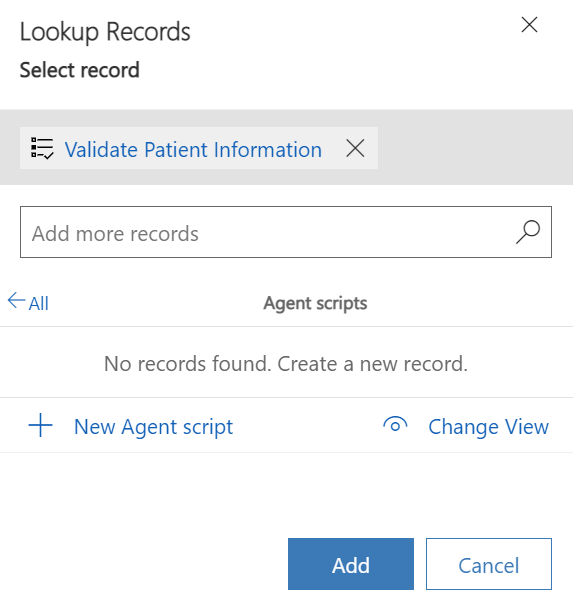 Lookup Records
Select record
Validate Patient Information
Add more records
All
Agent scripts
No records found. Create a new record.
New Agent script
Change View
Add
Cancel